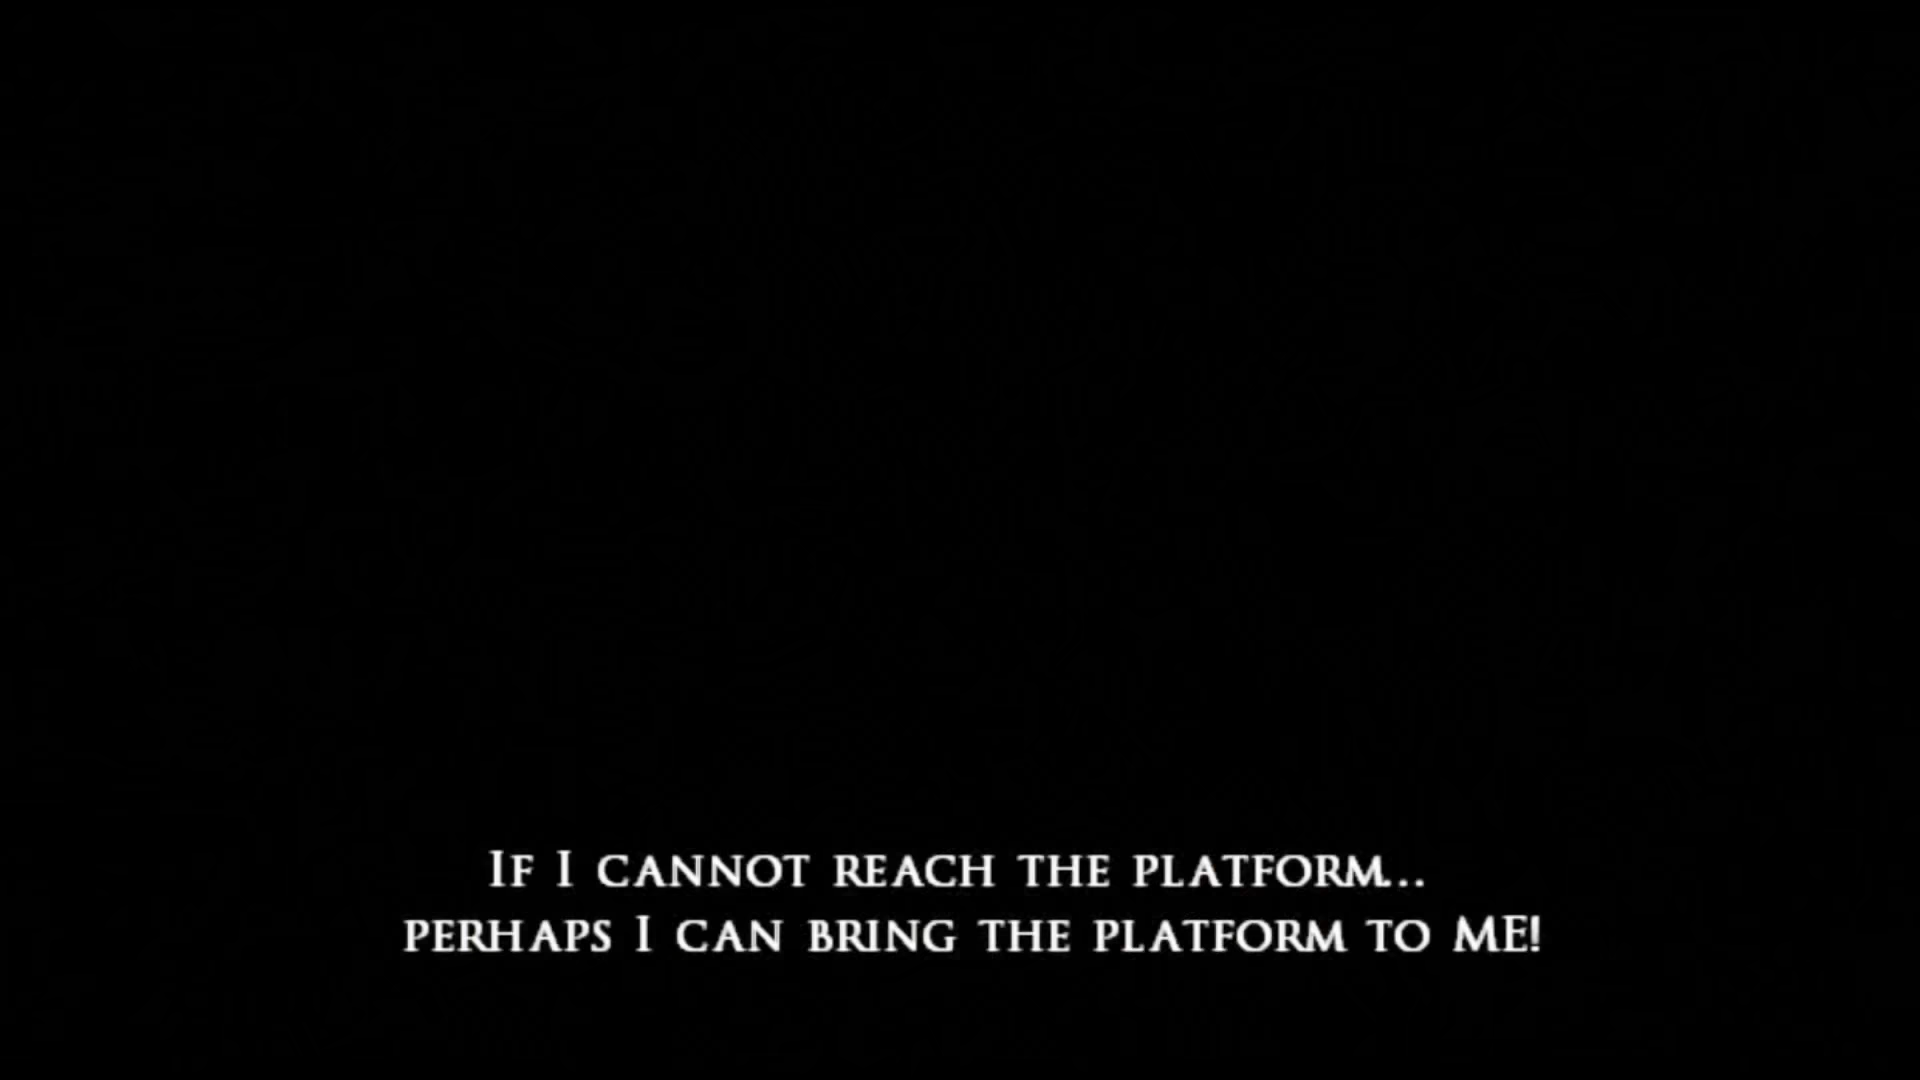 If I cannot reach the platform...
perhaps I can bring the platform to ME!